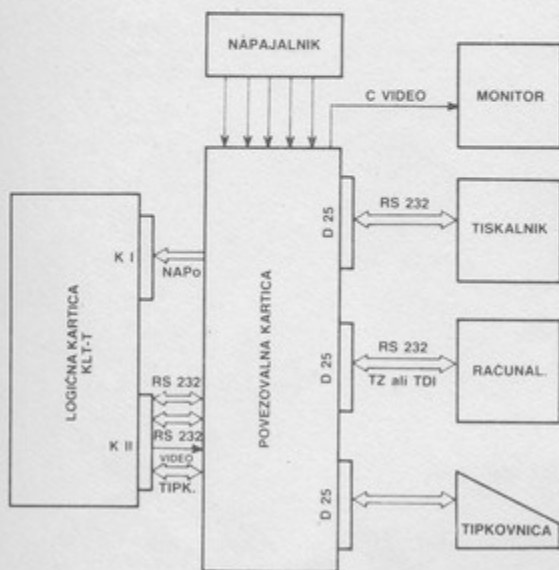 NAPAJALNIK
C VIDEO
MONITOR
D 25
RS 232
TISKALNIK
LOGIČNA KARTICA
KLT-T
K I
NAPo
POVEZOVALNA KARTICA
D 25
RS 232
TZ ali TDI
RAČUNAL.
RS 232
RS 232
K II
VIDEO
TIPK.
D 25
TIPKOVNICA